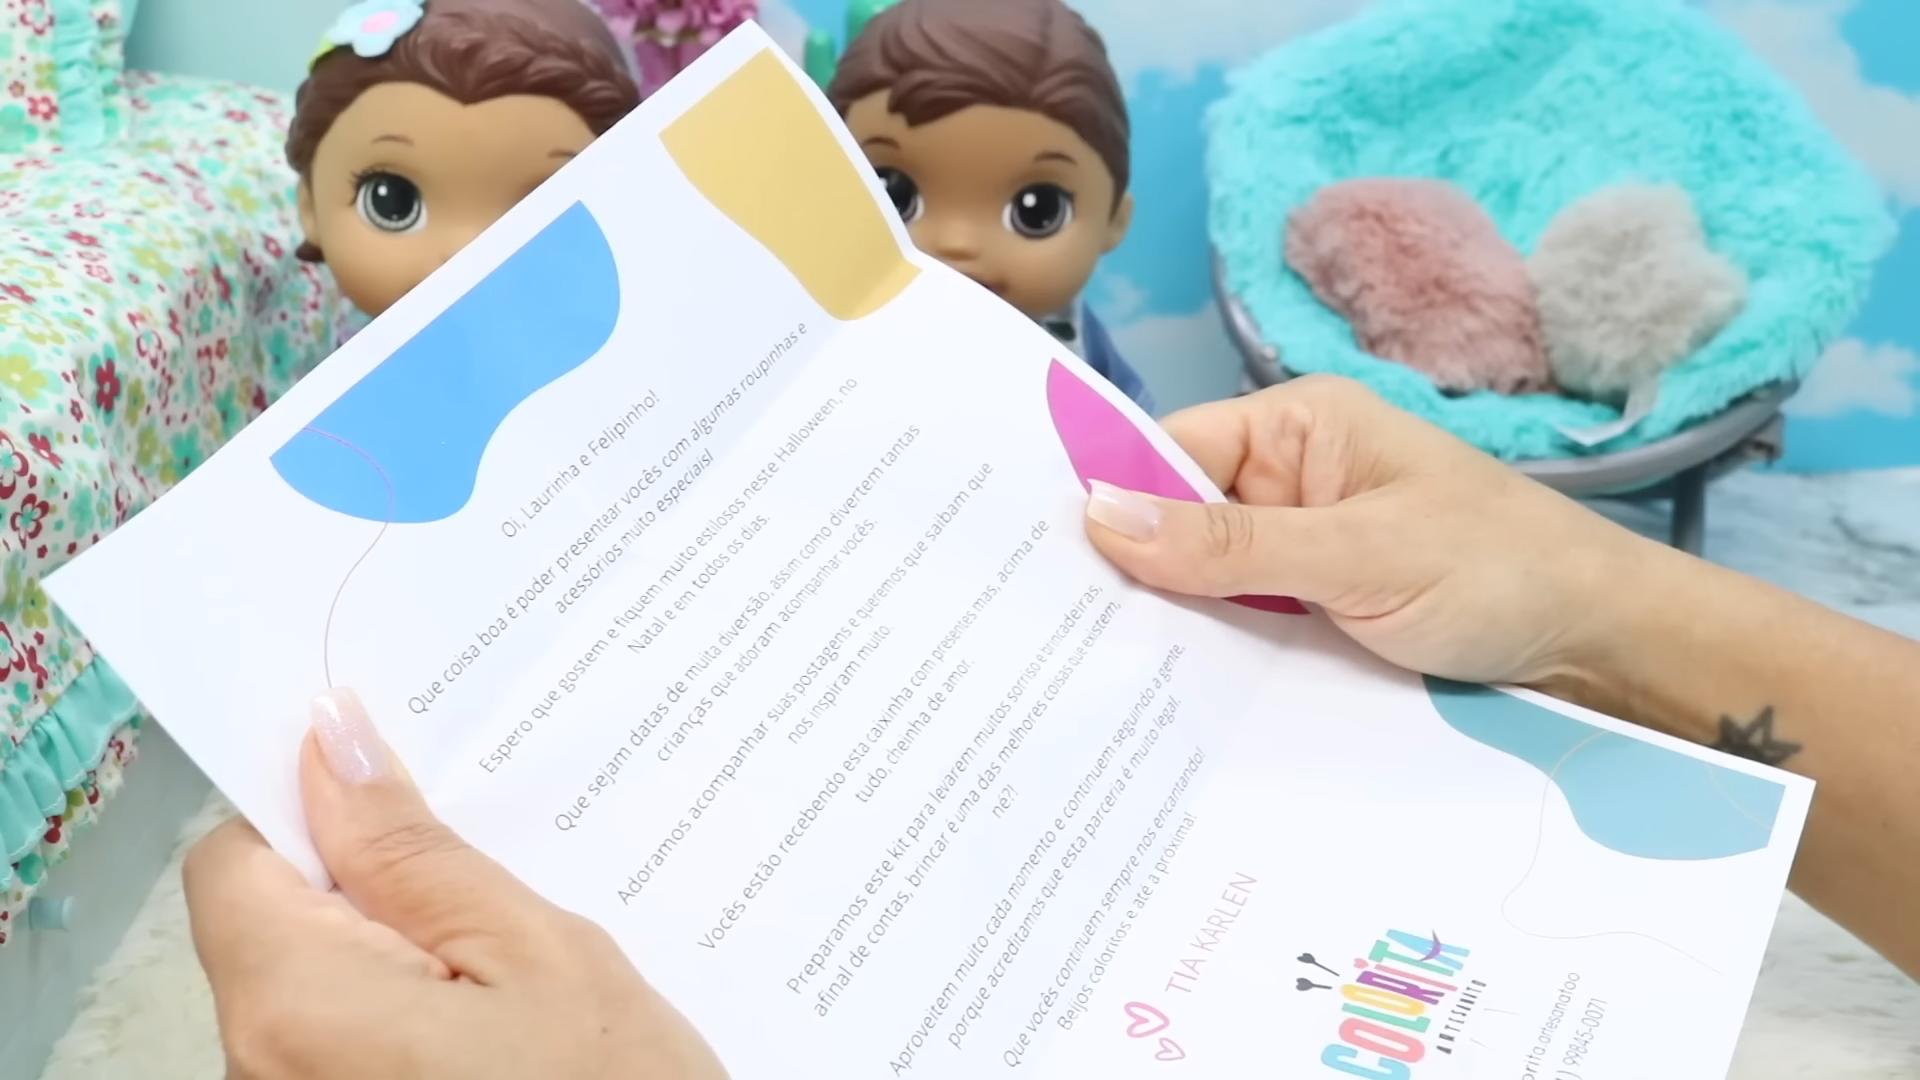 Oi, Laurinha e Felipinho!
Que coisa boa é poder presentear vocês com algumas roupinhas e
acessórios muito especiais!
Espero que gostem e fiquem muito estilosos neste Halloween, no
Natal e em todos os dias.
Que sejam datas de muita diversão, assim como divertem tantas
crianças que adoram acompanhar vocês.
Adoramos acompanhar suas postagens e queremos que saibam que
nos inspiram muito.
Vocês estão recebendo esta caixinha com presentes mas, acima de
tudo, cheinha de amor.
Preparamos este kit para levarem muitos sorriso e brincadeiras,
afinal de contas, brincar é uma das melhores coisas que existem,
né?!
Aproveitem muito cada momento e continuem seguindo a gente,
porque acreditamos que esta parceria é muito legal.
Que vocês continuem sempre nos encantando!
Beijos coloritos e até a próxima!
TIA KARLEN
COLORITA
ARTESANATO
orita.artesanatoo
) 99845-0071